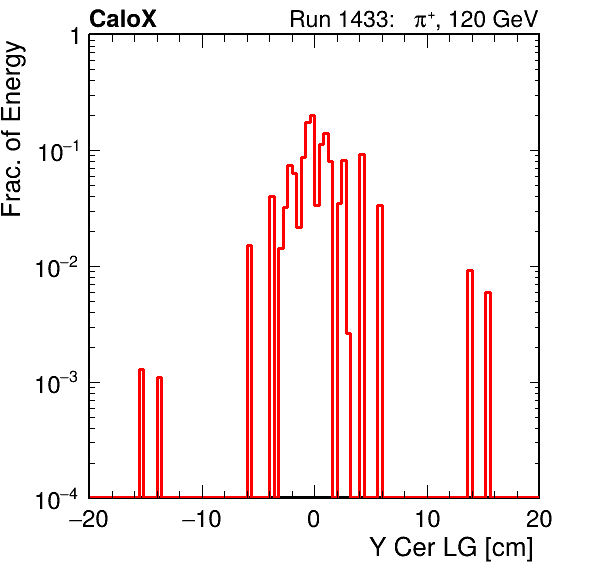 CaloX Run 1433: π⁺, 120 GeV
Frac. of Energy
1
10⁻¹
10⁻²
10⁻³
10⁻⁴
−20 −10 0 10 20
Y Cer LG [cm]